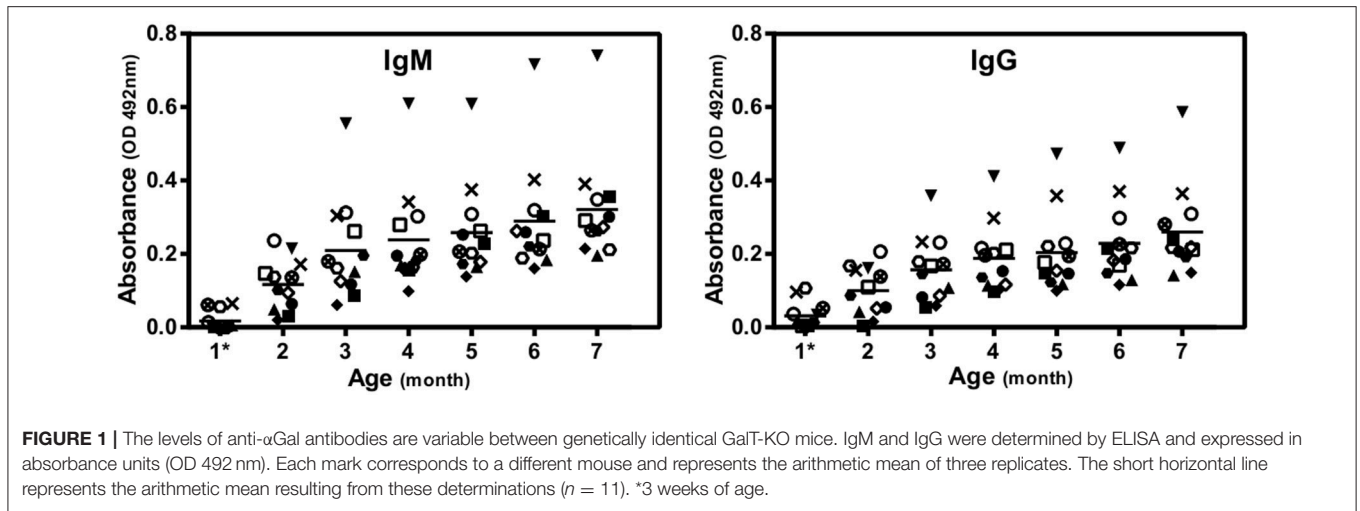 IgM
Absorbance (OD 492nm)
0.8
0.6
0.4
0.2
0.0
1* 2 3 4 5 6 7
Age (month)
IgG
Absorbance (OD 492nm)
0.8
0.6
0.4
0.2
0.0
1* 2 3 4 5 6 7
Age (month)
FIGURE 1 | The levels of anti-αGal antibodies are variable between genetically identical GalT-KO mice. IgM and IgG were determined by ELISA and expressed in
absorbance units (OD 492 nm). Each mark corresponds to a different mouse and represents the arithmetic mean of three replicates. The short horizontal line
represents the arithmetic mean resulting from these determinations (n = 11). *3 weeks of age.